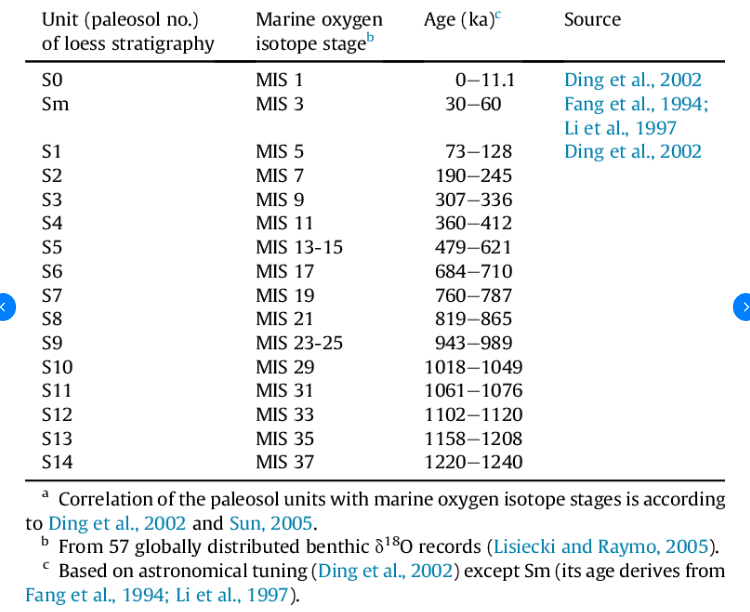 Unit (paleosol no.) Marine oxygen Age (ka)c Source
of loess stratigraphy isotope stageb
S0 MIS 1 0–11.1 Ding et al., 2002
Sm MIS 3 30–60 Fang et al., 1994;
Li et al., 1997
S1 MIS 5 73–128 Ding et al., 2002
S2 MIS 7 190–245
S3 MIS 9 307–336
S4 MIS 11 360–412
S5 MIS 13-15 479–621
S6 MIS 17 684–710
S7 MIS 19 760–787
S8 MIS 21 819–865
S9 MIS 23-25 943–989
S10 MIS 29 1018–1049
S11 MIS 31 1061–1076
S12 MIS 33 1102–1120
S13 MIS 35 1158–1208
S14 MIS 37 1220–1240
a Correlation of the paleosol units with marine oxygen isotope stages is according
to Ding et al., 2002 and Sun, 2005.
b From 57 globally distributed benthic δ18O records (Lisiecki and Raymo, 2005).
c Based on astronomical tuning (Ding et al., 2002) except Sm (its age derives from
Fang et al., 1994; Li et al., 1997).